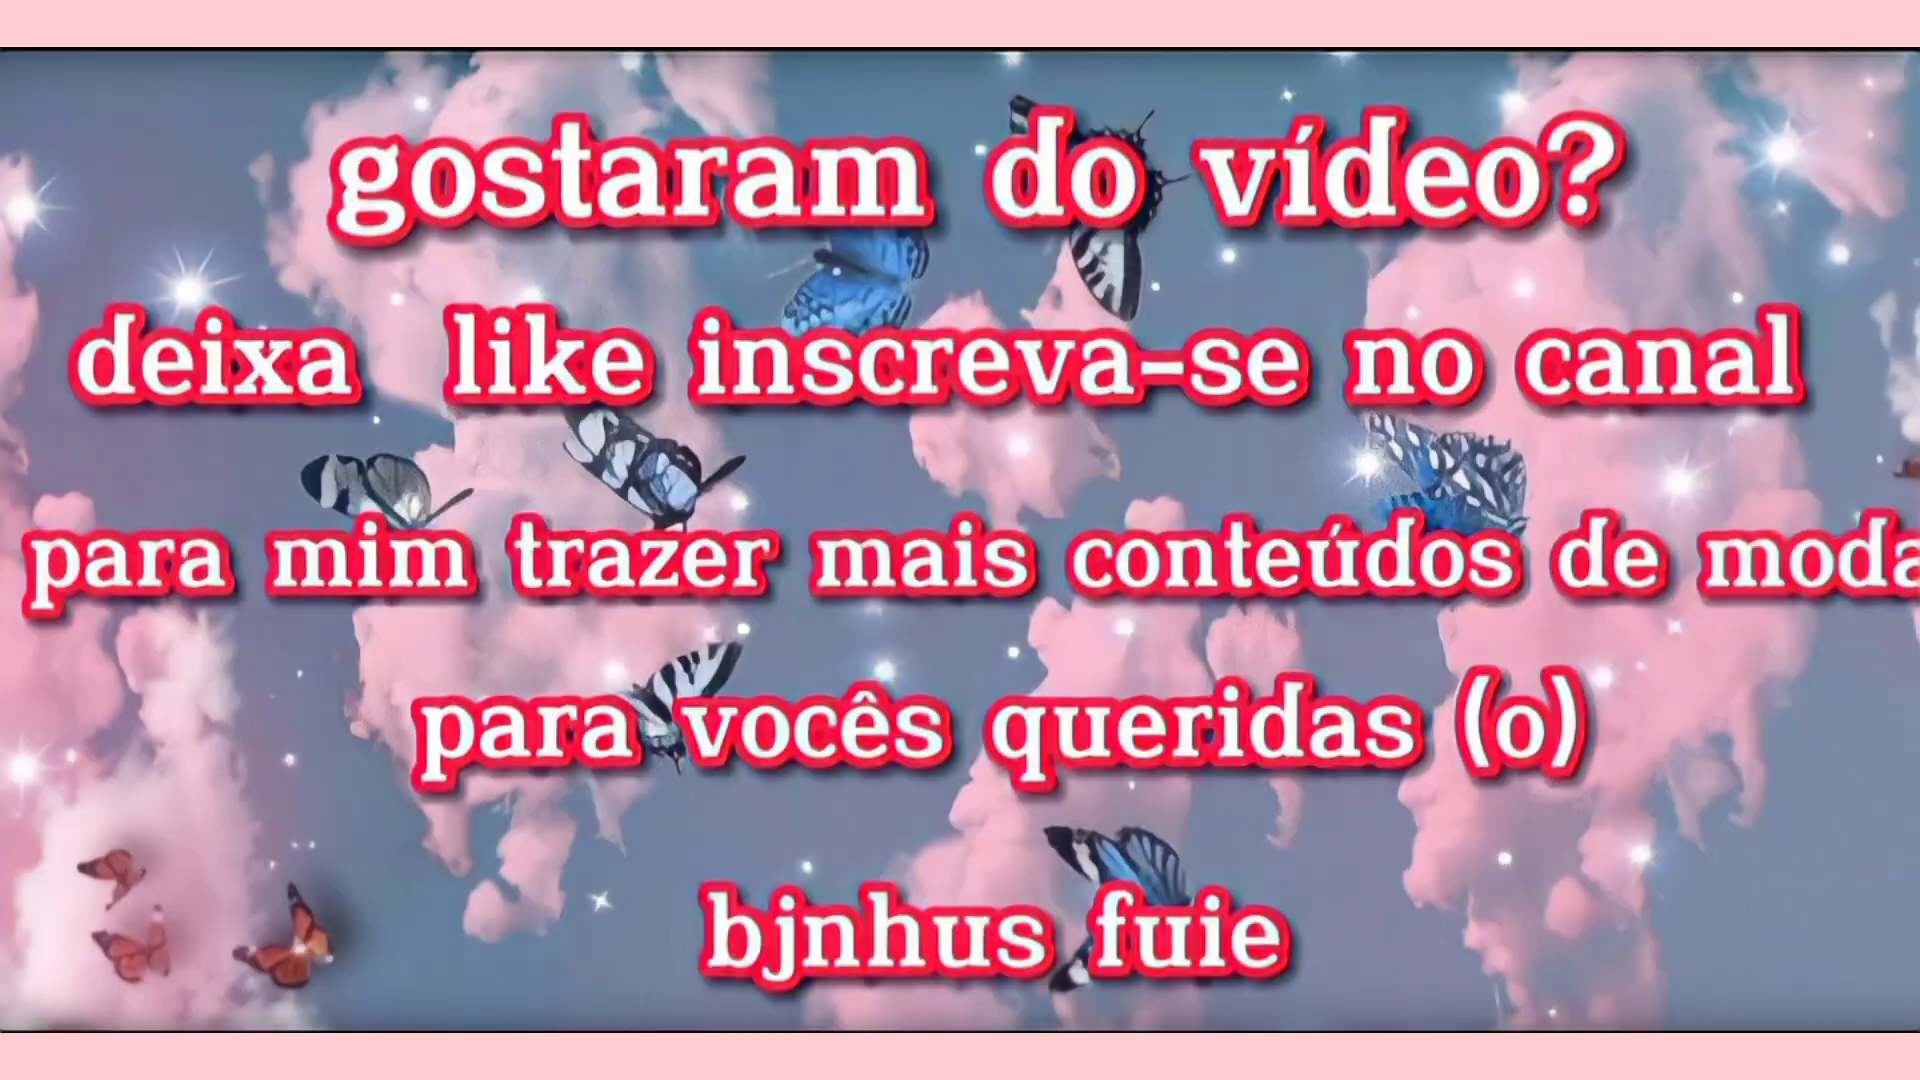 gostaram do vídeo?
deixa like inscreva-se no canal
para mim trazer mais conteúdos de moda
para vocês queridas (o)
bjnhus fuie